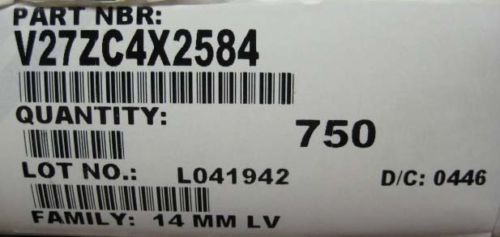 PART NBR:
V27ZC4X2584
QUANTITY:
750
LOT NO.: L041942 D/C: 0446
FAMILY: 14 MM LV